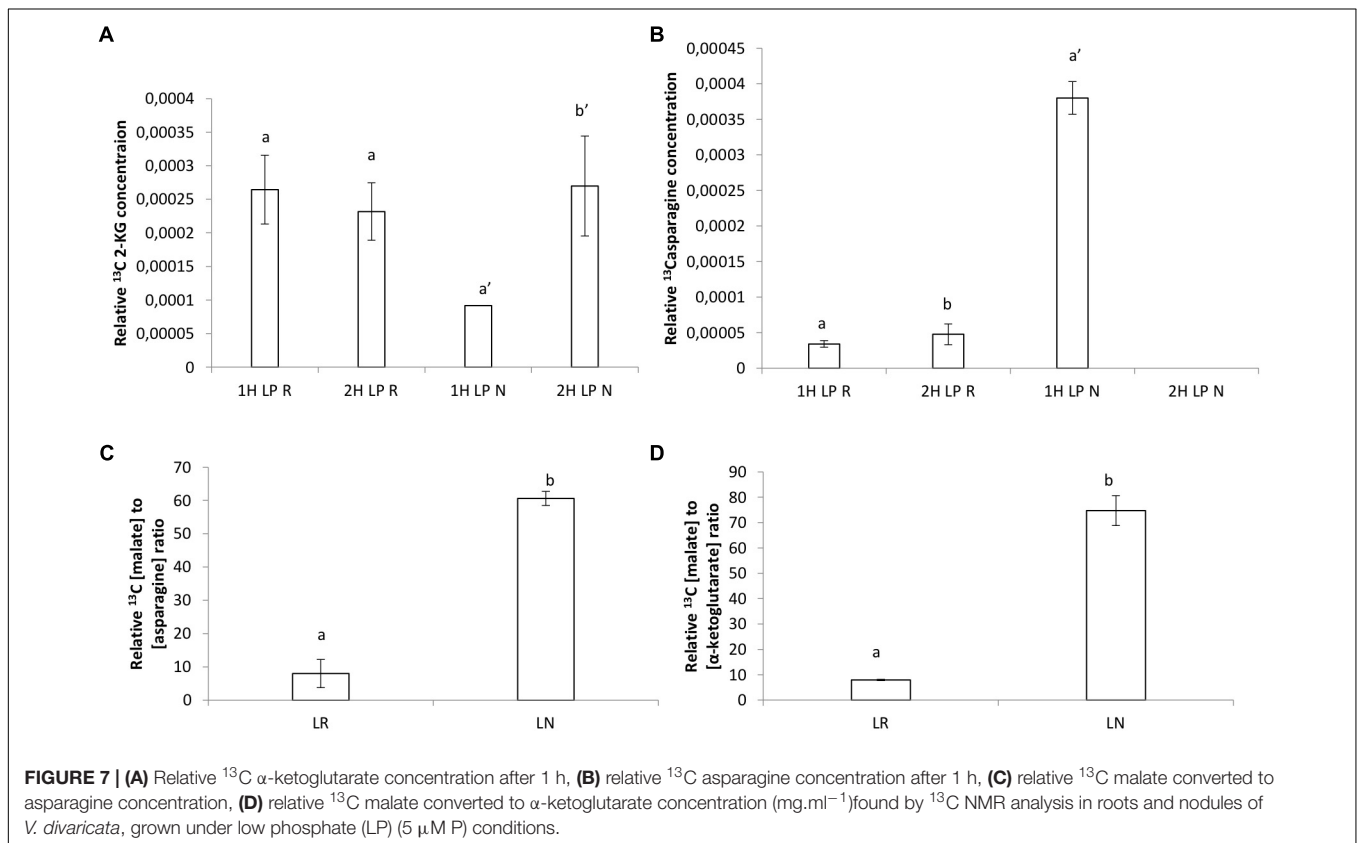 A
Relative ¹³C 2-KG concentraion
0,0004
0,00035
0,0003
0,00025
0,0002
0,00015
0,0001
0,00005
0
a
a
a’
b’
1H LP R
2H LP R
1H LP N
2H LP N
B
Relative ¹³Casparagine concentration
0,00045
0,0004
0,00035
0,0003
0,00025
0,0002
0,00015
0,0001
0,00005
0
a
b
a’
1H LP R
2H LP R
1H LP N
2H LP N
C
Relative ¹³C [malate] to
[asparagine] ratio
70
60
50
40
30
20
10
0
a
b
LR
LN
D
Relative ¹³C [malate] to
[α-ketoglutarate] ratio
90
80
70
60
50
40
30
20
10
0
a
b
LR
LN
FIGURE 7 | (A) Relative ¹³C α-ketoglutarate concentration after 1 h, (B) relative ¹³C asparagine concentration after 1 h, (C) relative ¹³C malate converted to
asparagine concentration, (D) relative ¹³C malate converted to α-ketoglutarate concentration (mg.ml⁻¹)found by ¹³C NMR analysis in roots and nodules of
V. divaricata, grown under low phosphate (LP) (5 μM P) conditions.